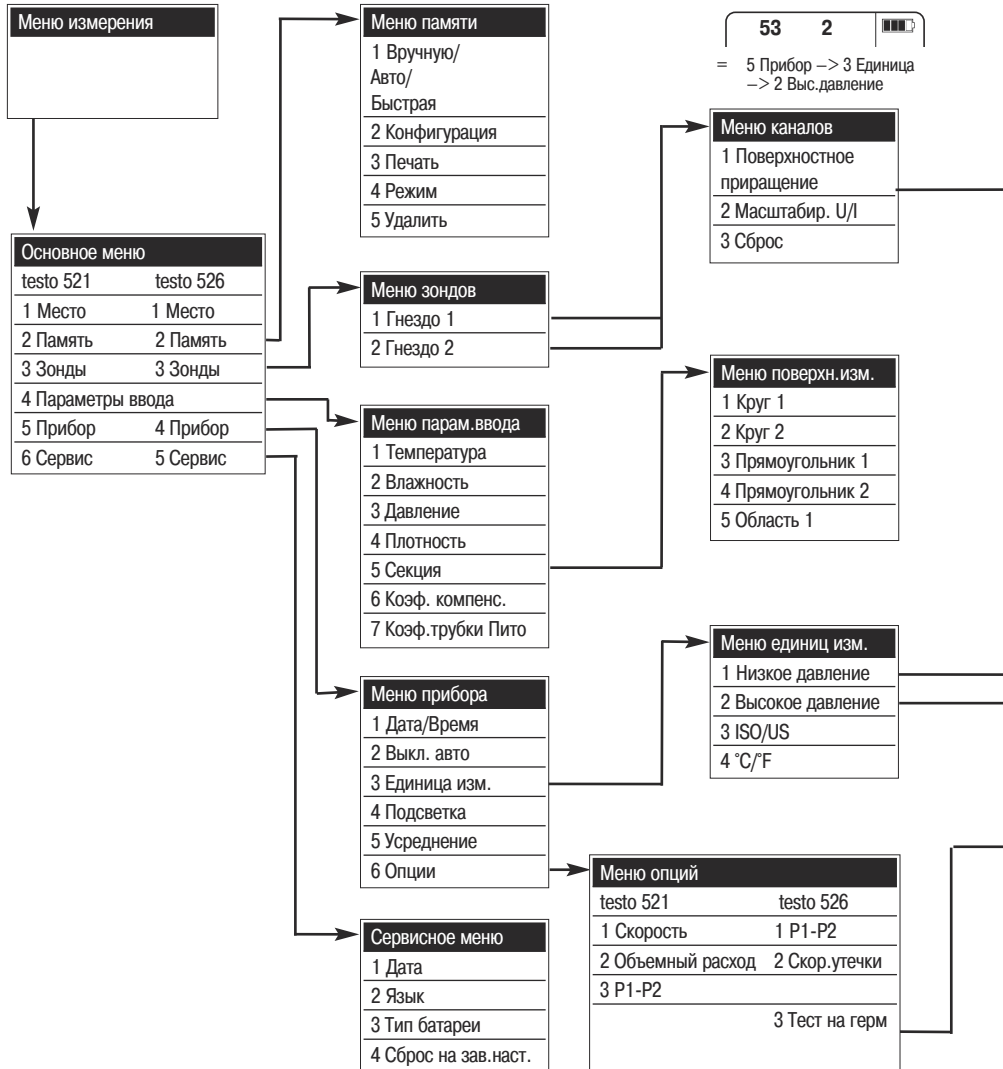 Меню измерения
Меню памяти
1 Вручную/
Авто/
Быстрая
2 Конфигурация
3 Печать
4 Режим
5 Удалить
53 2
= 5 Прибор –> 3 Единица
–> 2 Выс.давление
Меню каналов
1 Поверхностное
приращение
2 Масштабир. U/I
3 Сброс
Основное меню
testo 521 testo 526
1 Место 1 Место
2 Память 2 Память
3 Зонды 3 Зонды
4 Параметры ввода
5 Прибор 4 Прибор
6 Сервис 5 Сервис
Меню зондов
1 Гнездо 1
2 Гнездо 2
Меню поверхн.изм.
1 Круг 1
2 Круг 2
3 Прямоугольник 1
4 Прямоугольник 2
5 Область 1
Меню парам.ввода
1 Температура
2 Влажность
3 Давление
4 Плотность
5 Секция
6 Коэф. компенс.
7 Коэф.трубки Пито
Меню единиц изм.
1 Низкое давление
2 Высокое давление
3 ISO/US
4 °C/°F
Меню прибора
1 Дата/Время
2 Выкл. авто
3 Единица изм.
4 Подсветка
5 Усреднение
6 Опции
Меню опций
testo 521 testo 526
1 Скорость 1 P1-P2
2 Объемный расход 2 Скор.утечки
3 P1-P2
3 Тест на герм
Сервисное меню
1 Дата
2 Язык
3 Тип батареи
4 Сброс на зав.наст.